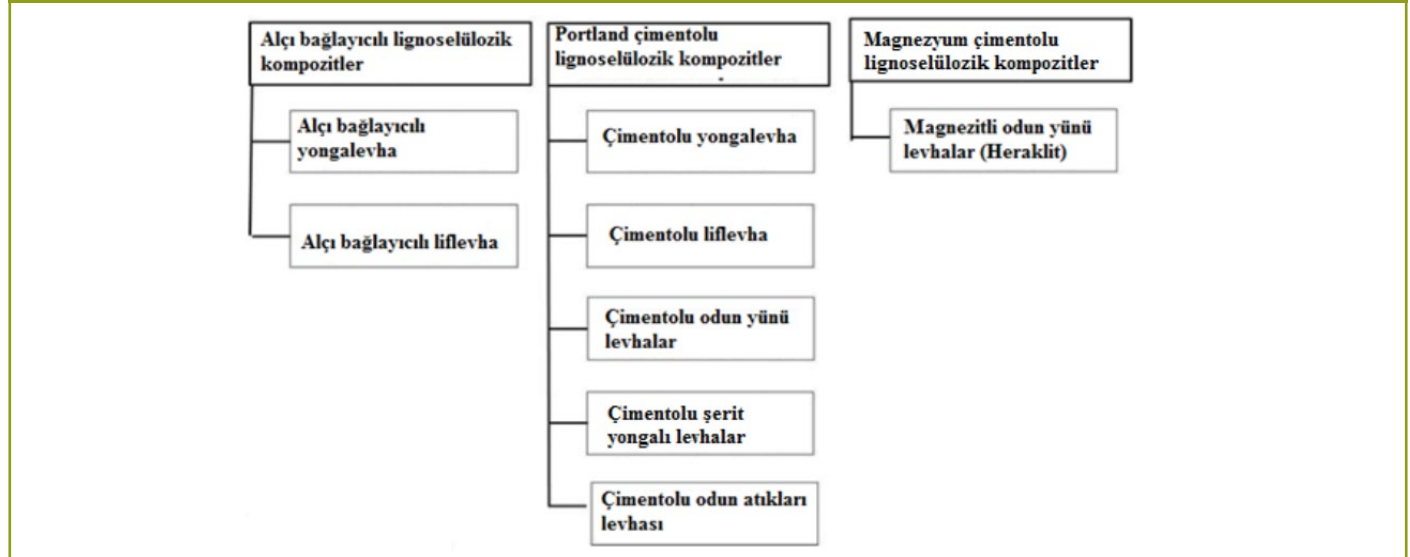 Alçı bağlayıcılı lignoselülozik
kompozitler
Alçı bağlayıcılı
yongalevha
Alçı bağlayıcılı liflevha
Portland çimentolu
lignoselülozik kompozitler
Çimentolu yongalevha
Çimentolu liflevha
Çimentolu odun yünü
levhalar
Çimentolu şerit
yongalı levhalar
Çimentolu odun atıkları
levhası
Magnezyum çimentolu
lignoselülozik kompozitler
Magnezitli odun yünü
levhalar (Heraklit)